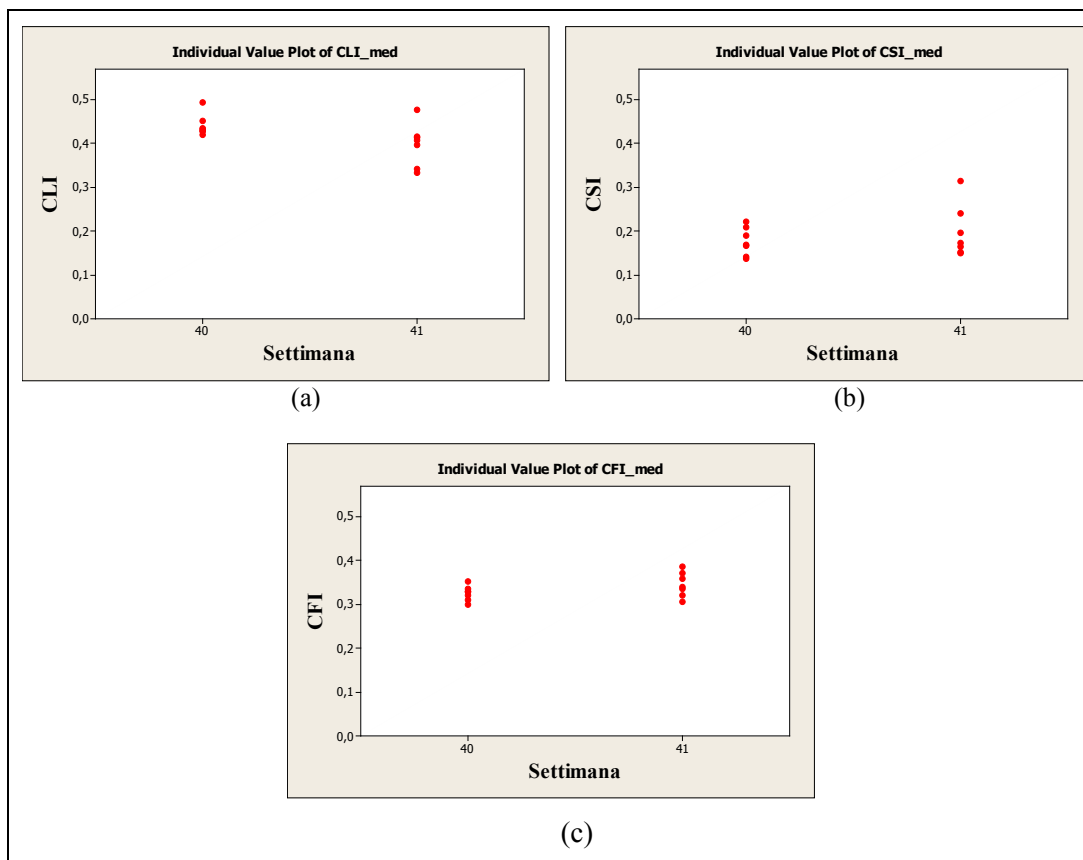 Individual Value Plot of CLI_med
CLI
0,5
0,4
0,3
0,2
0,1
0,0
40
41
Settimana
(a)
Individual Value Plot of CSI_med
CSI
0,5
0,4
0,3
0,2
0,1
0,0
40
41
Settimana
(b)
Individual Value Plot of CFI_med
CFI
0,5
0,4
0,3
0,2
0,1
0,0
40
41
Settimana
(c)